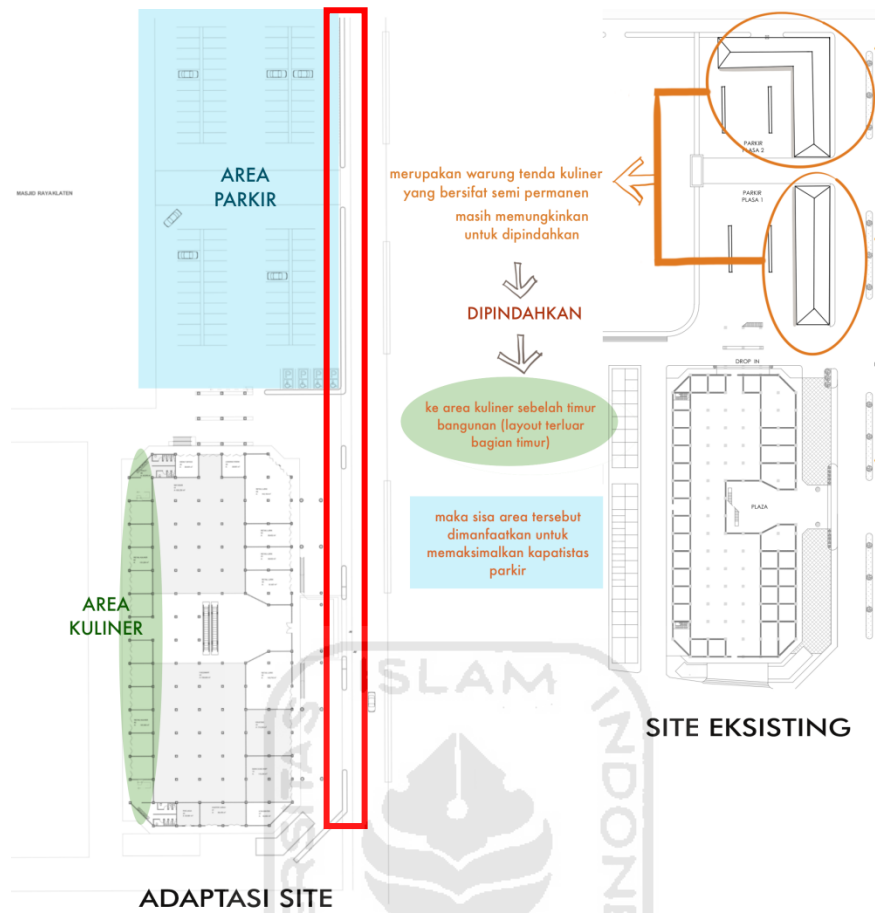 AREA
PARKIR
MASJID RAYA KLATEN
AREA
KULINER
ADAPTASI SITE
merupakan warung tenda kuliner
yang bersifat semi permanen
masih memungkinkan
untuk dipindahkan
DIPINDAHKAN
ke area kuliner sebelah timur
bangunan (layout terluar
bagian timur)
maka sisa area tersebut
dimanfaatkan untuk
memaksimalkan kapatistas
parkir
PARKIR
PLASA 2
PARKIR
PLASA 1
DROP IN
PLAZA
SITE EKSISTING
ISLAM